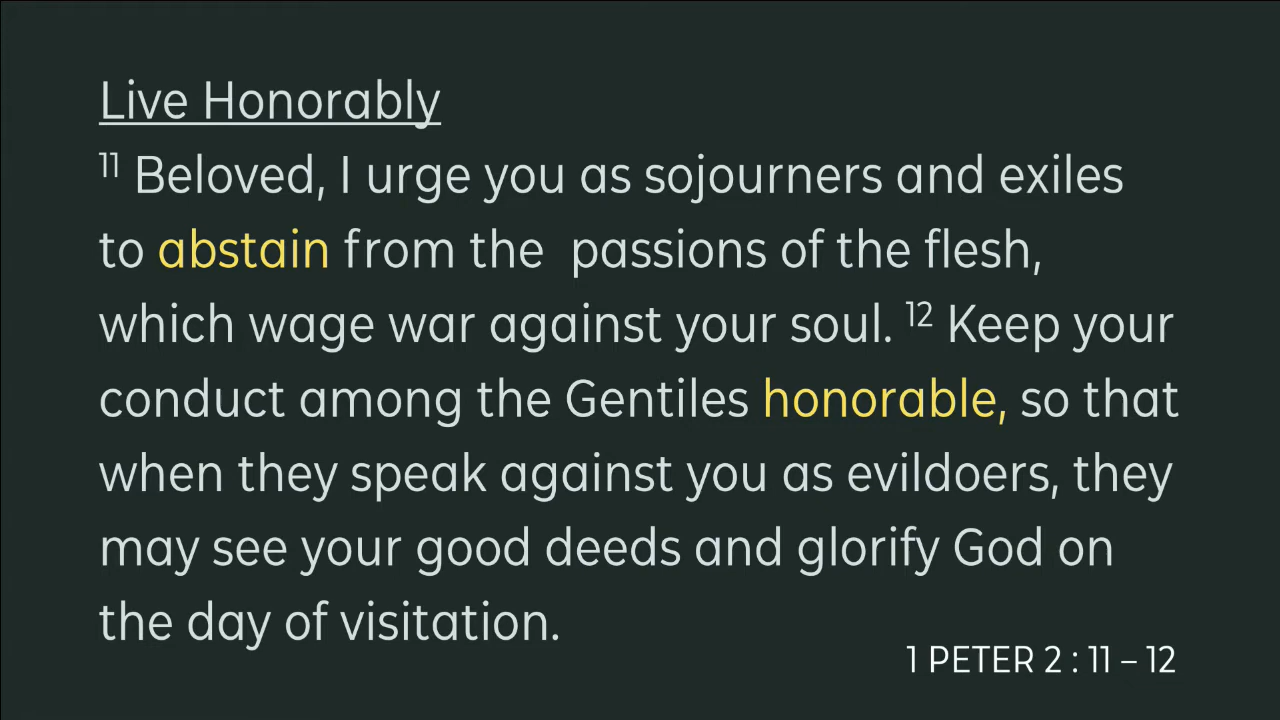 Live Honorably
11 Beloved, I urge you as sojourners and exiles
to abstain from the  passions of the flesh,
which wage war against your soul. 12 Keep your
conduct among the Gentiles honorable, so that
when they speak against you as evildoers, they
may see your good deeds and glorify God on
the day of visitation.
1 PETER 2 : 11 – 12